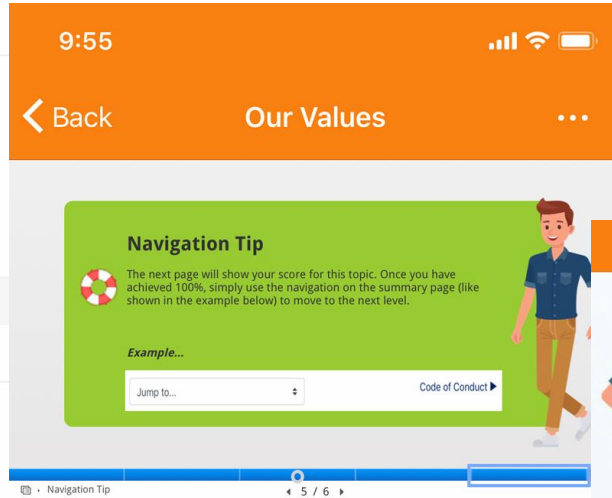 9:55
Back
Our Values
Navigation Tip
The next page will show your score for this topic. Once you have
achieved 100%, simply use the navigation on the summary page (like
shown in the example below) to move to the next level.
Example...
Jump to...
Code of Conduct
Navigation Tip
5 / 6